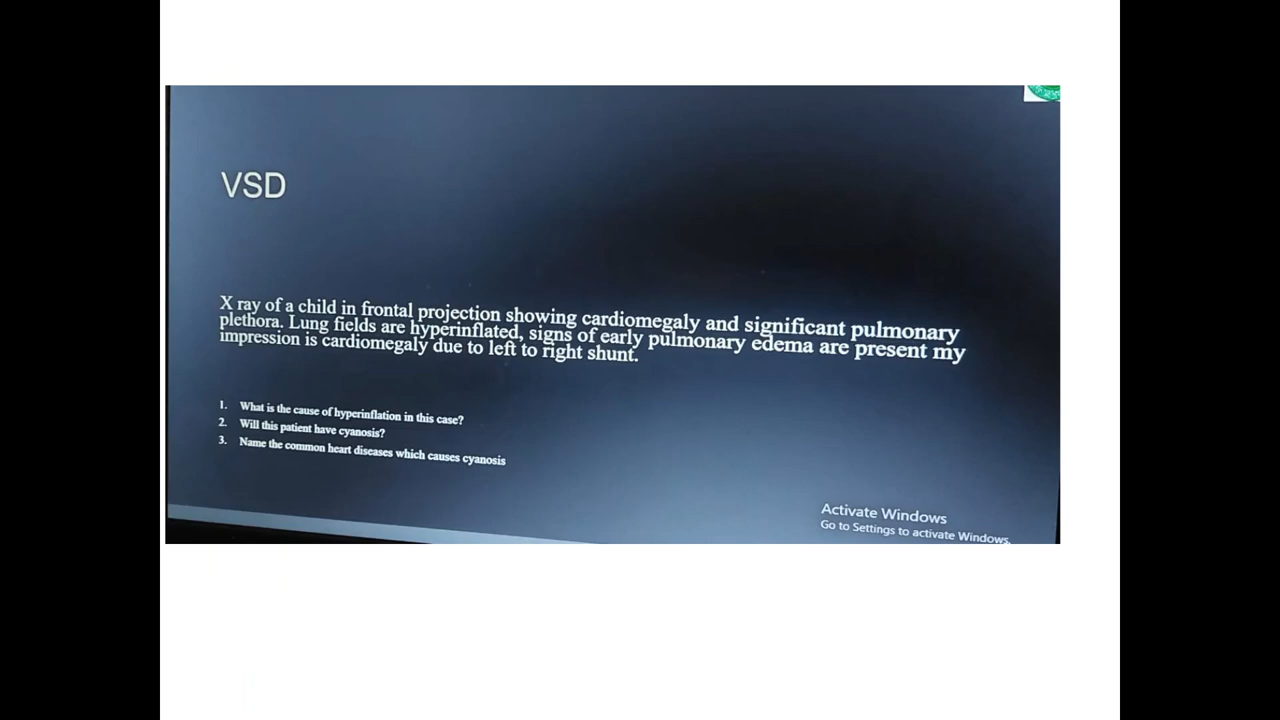 VSD
X ray of a child in frontal projection showing cardiomegaly and significant pulmonary
plethora. Lung fields are hyperinflated, signs of early pulmonary edema are present my
impression is cardiomegaly due to left to right shunt.
1. What is the cause of hyperinflation in this case?
2. Will this patient have cyanosis?
3. Name the common heart diseases which causes cyanosis
Activate Windows
Go to Settings to activate Windows.